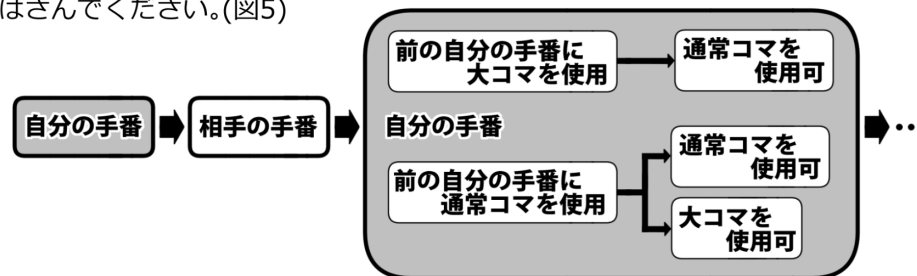 はさんでください。(図5)
自分の手番
相手の手番
前の自分の手番に
大コマを使用
通常コマを
使用可
自分の手番
前の自分の手番に
通常コマを使用
通常コマを
使用可
大コマを
使用可